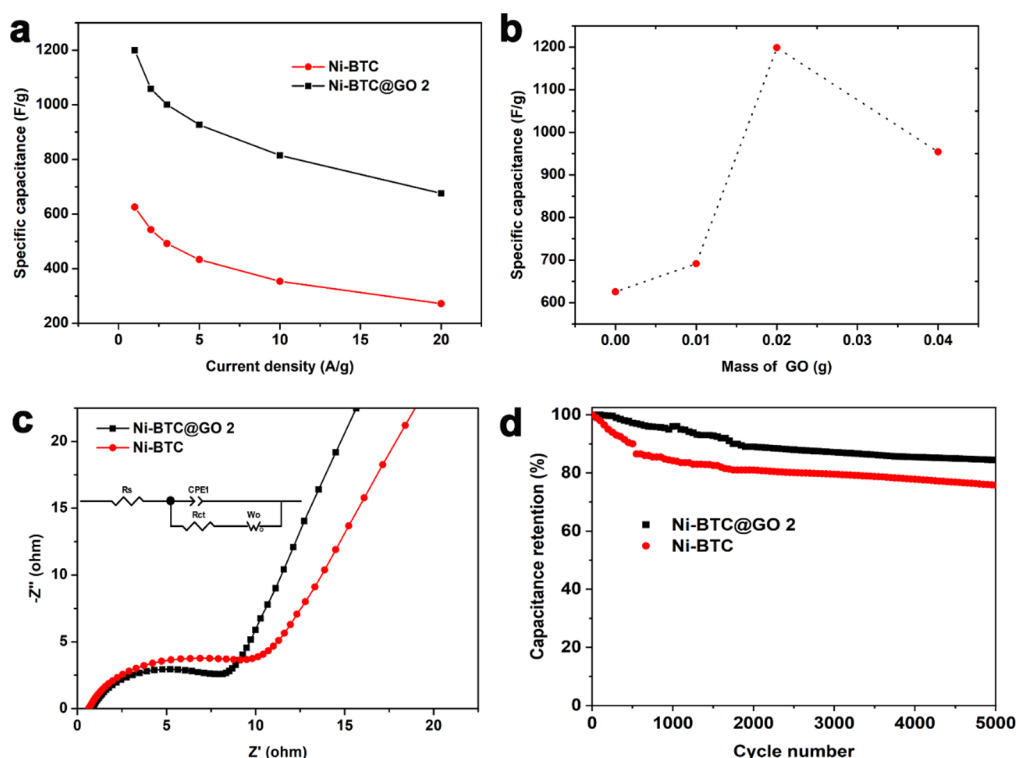 a
1200
1000
800
600
400
200
0
5
10
15
20
Specific capacitance (F/g)
Current density (A/g)
Ni-BTC
Ni-BTC@GO 2
b
1200
1100
1000
900
800
700
600
0.00
0.01
0.02
0.03
0.04
Specific capacitance (F/g)
Mass of GO (g)
c
20
15
10
5
0
0
5
10
15
20
-Z'' (ohm)
Z' (ohm)
Ni-BTC@GO 2
Ni-BTC
Rs
CPE1
Rct
Wo
d
100
80
60
40
20
0
0
1000
2000
3000
4000
5000
Capacitance retention (%)
Cycle number
Ni-BTC@GO 2
Ni-BTC